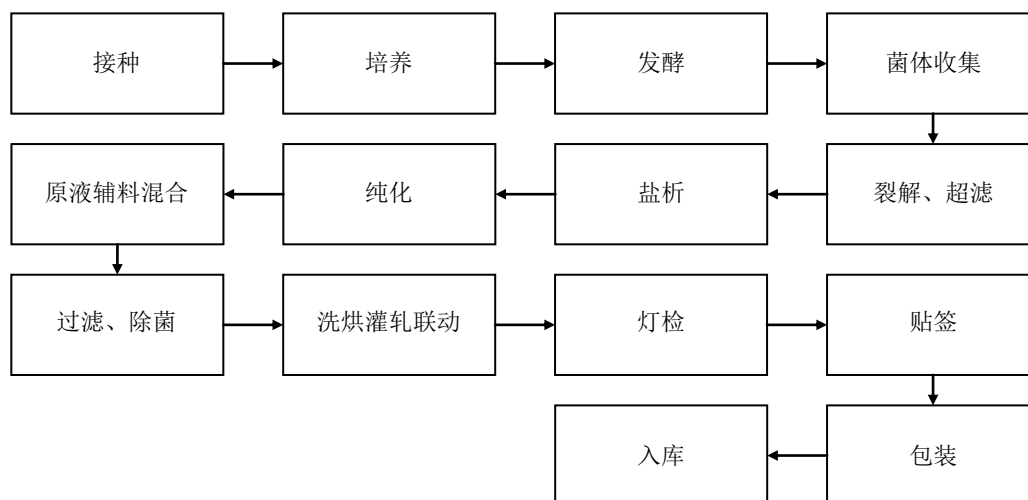 接种
培养
发酵
菌体收集
原液辅料混合
纯化
盐析
裂解、超滤
过滤、除菌
洗烘灌轧联动
灯检
贴签
入库
包装